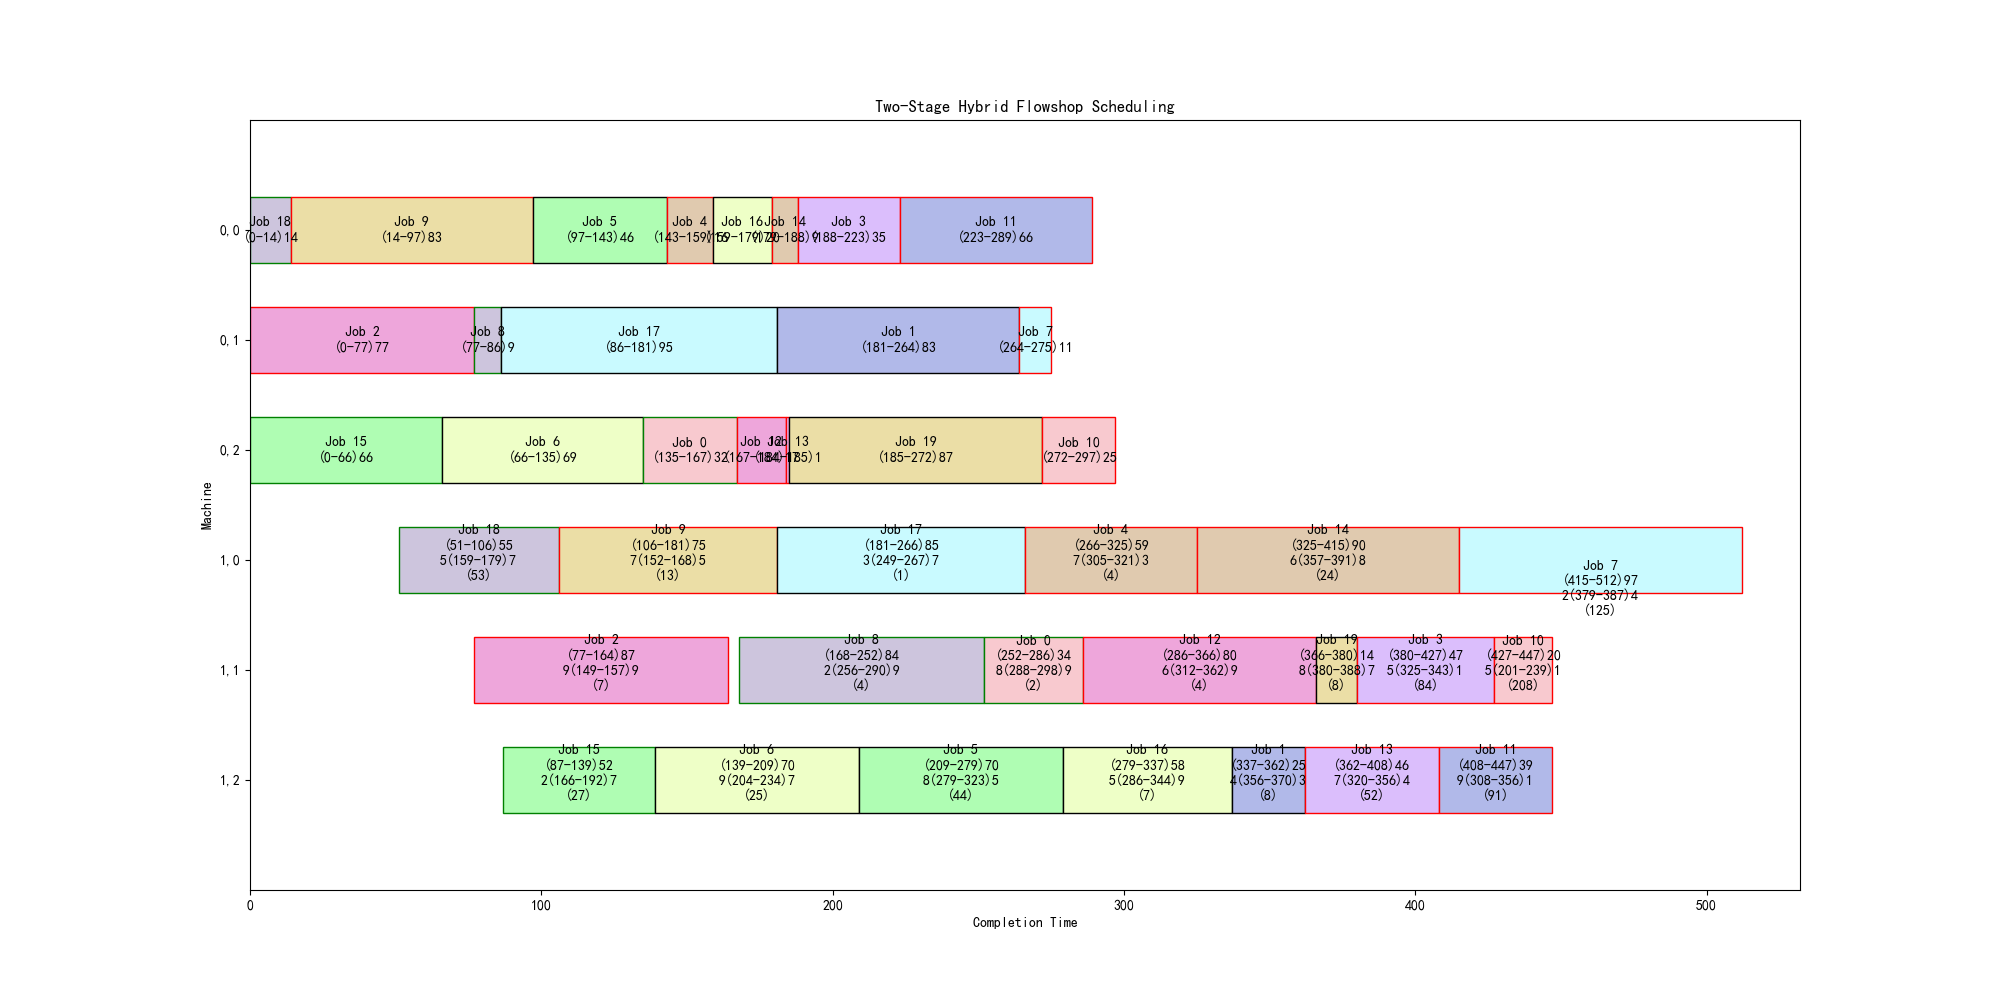 Two-Stage Hybrid Flowshop Scheduling
0,0
Job 18
(0-14)14
Job 9
(14-97)83
Job 5
(97-143)46
Job 4
(143-159)16
Job 16
(159-179)20
Job 14
(179-188)9
Job 3
(188-223)35
Job 11
(223-289)66
0,1
Job 2
(0-77)77
Job 8
(77-86)9
Job 17
(86-181)95
Job 1
(181-264)83
Job 7
(264-275)11
0,2
Job 15
(0-66)66
Job 6
(66-135)69
Job 0
(135-167)32
Job 12
(167-184)17
Job 13
(184-185)1
Job 19
(185-272)87
Job 10
(272-297)25
Machine
1,0
Job 18
(51-106)55
5(159-179)7
(53)
Job 9
(106-181)75
7(152-168)5
(13)
Job 17
(181-266)85
3(249-267)7
(1)
Job 4
(266-325)59
7(305-321)3
(4)
Job 14
(325-415)90
6(357-391)8
(24)
Job 7
(415-512)97
2(379-387)4
(125)
1,1
Job 2
(77-164)87
9(149-157)9
(7)
Job 8
(168-252)84
2(256-290)9
(4)
Job 0
(252-286)34
8(288-298)9
(2)
Job 12
(286-366)80
6(312-362)9
(4)
Job 19
(366-380)14
8(380-388)7
(8)
Job 3
(380-427)47
5(325-343)1
(84)
Job 10
(427-447)20
5(201-239)1
(208)
1,2
Job 15
(87-139)52
2(166-192)7
(27)
Job 6
(139-209)70
9(204-234)7
(25)
Job 5
(209-279)70
8(279-323)5
(44)
Job 16
(279-337)58
5(286-344)9
(7)
Job 1
(337-362)25
4(356-370)3
(8)
Job 13
(362-408)46
7(320-356)4
(52)
Job 11
(408-447)39
9(308-356)1
(91)
0
100
200
300
400
500
Completion Time